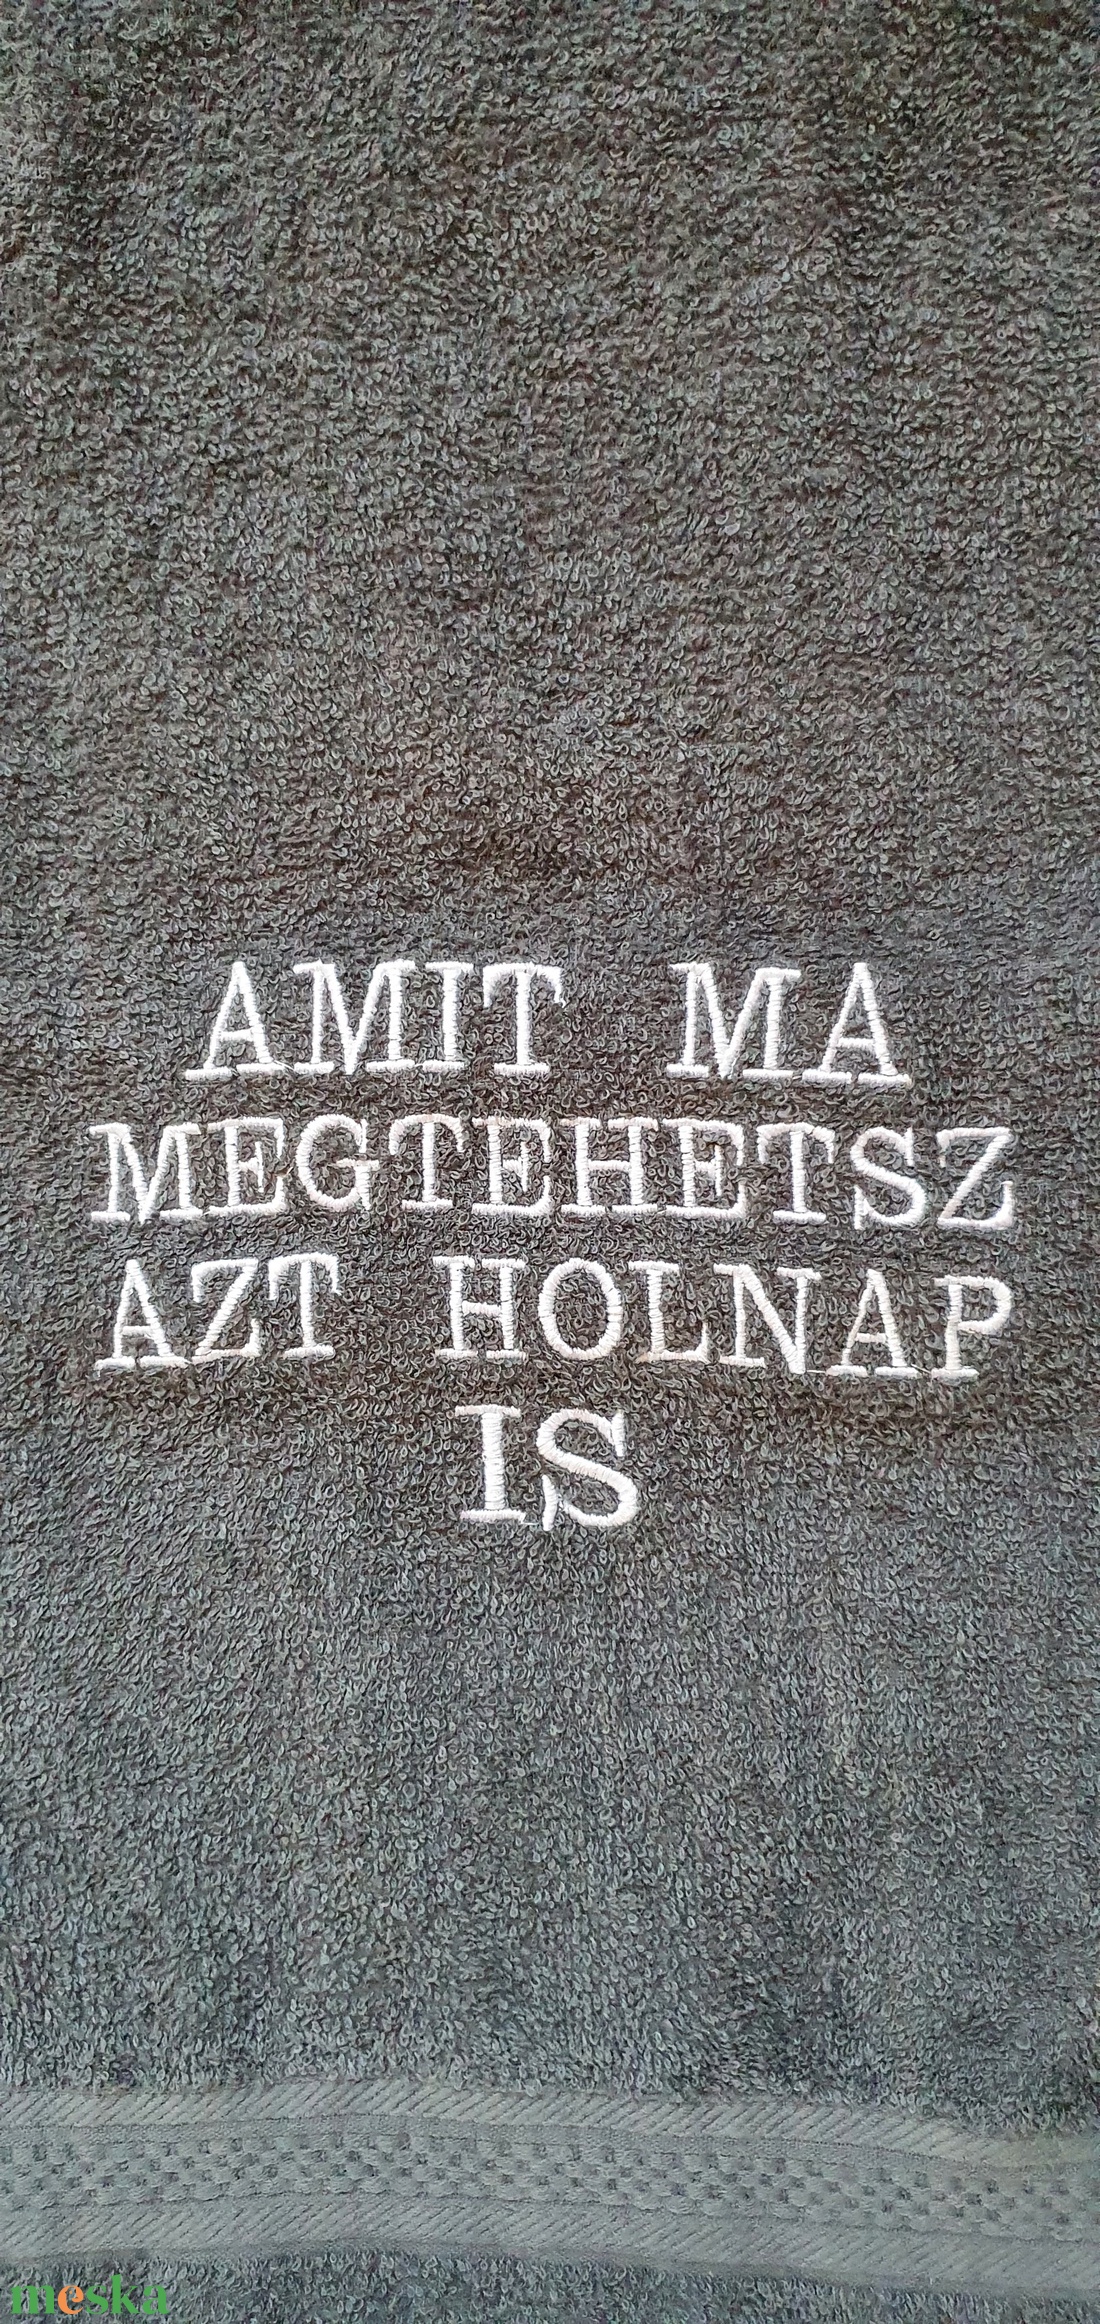 AMIT MA
MEGTEHETSZ
AZT HOLNAP
IS
meska